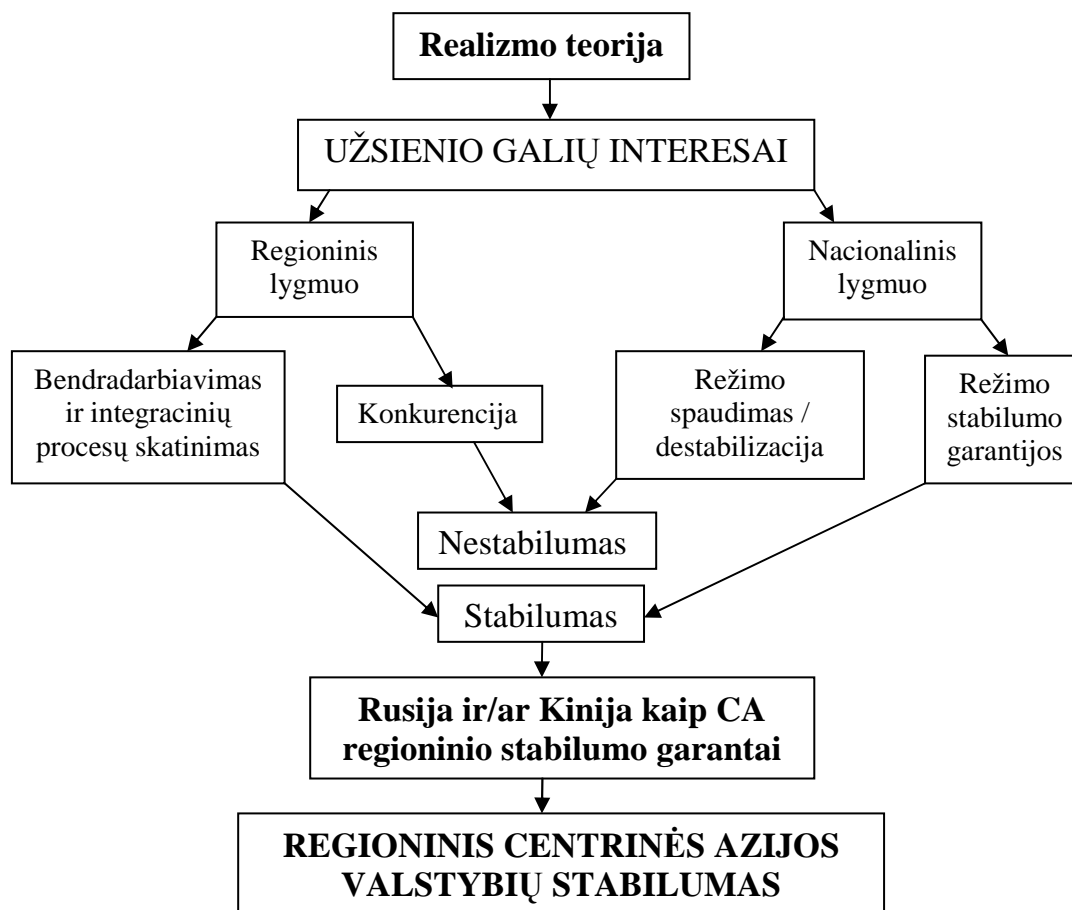 Realizmo teorija
UŽSIENIO GALIŲ INTERESAI
Regioninis
lygmuo
Nacionalinis
lygmuo
Bendradarbiavimas
ir integracinių
procesų skatinimas
Konkurencija
Režimo
spaudimas /
destabilizacija
Režimo
stabilumo
garantijos
Nestabilumas
Stabilumas
Rusija ir/ar Kinija kaip CA
regioninio stabilumo garantai
REGIONINIS CENTRINĖS AZIJOS
VALSTYBIŲ STABILUMAS